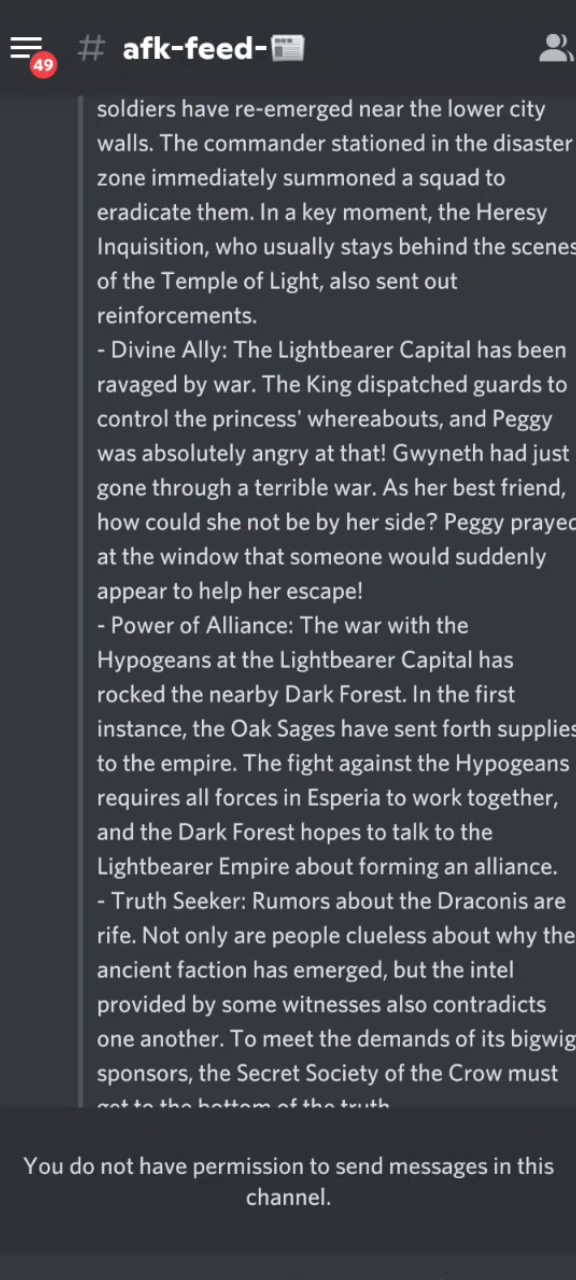 49
# afk-feed-📰
soldiers have re-emerged near the lower city
walls. The commander stationed in the disaster
zone immediately summoned a squad to
eradicate them. In a key moment, the Heresy
Inquisition, who usually stays behind the scenes
of the Temple of Light, also sent out
reinforcements.
- Divine Ally: The Lightbearer Capital has been
ravaged by war. The King dispatched guards to
control the princess' whereabouts, and Peggy
was absolutely angry at that! Gwyneth had just
gone through a terrible war. As her best friend,
how could she not be by her side? Peggy prayed
at the window that someone would suddenly
appear to help her escape!
- Power of Alliance: The war with the
Hypogeans at the Lightbearer Capital has
rocked the nearby Dark Forest. In the first
instance, the Oak Sages have sent forth supplies
to the empire. The fight against the Hypogeans
requires all forces in Esperia to work together,
and the Dark Forest hopes to talk to the
Lightbearer Empire about forming an alliance.
- Truth Seeker: Rumors about the Draconis are
rife. Not only are people clueless about why the
ancient faction has emerged, but the intel
provided by some witnesses also contradicts
one another. To meet the demands of its bigwig
sponsors, the Secret Society of the Crow must
get to the bottom of the truth
You do not have permission to send messages in this
channel.